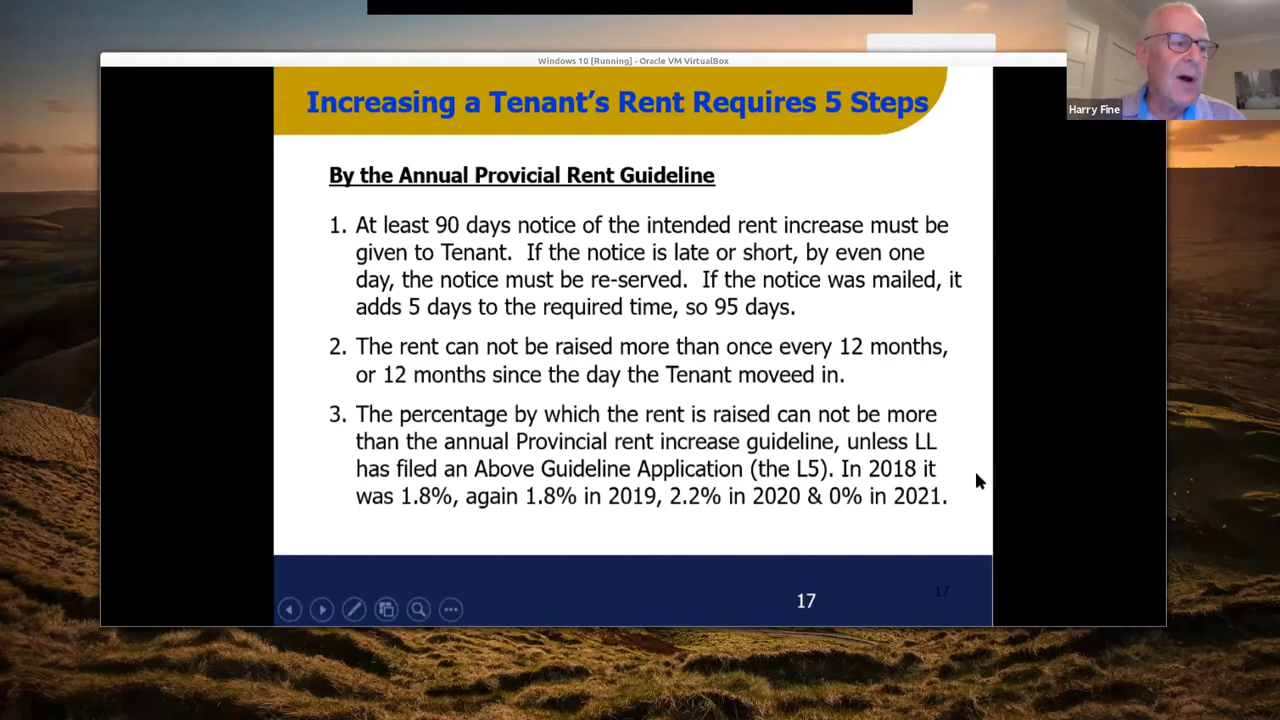 Windows 10 [Running] - Oracle VM VirtualBox
Harry Fine
Increasing a Tenant's Rent Requires 5 Steps
By the Annual Provicial Rent Guideline
1. At least 90 days notice of the intended rent increase must be
given to Tenant. If the notice is late or short, by even one
day, the notice must be re-served. If the notice was mailed, it
adds 5 days to the required time, so 95 days.
2. The rent can not be raised more than once every 12 months,
or 12 months since the day the Tenant moveed in.
3. The percentage by which the rent is raised can not be more
than the annual Provincial rent increase guideline, unless LL
has filed an Above Guideline Application (the L5). In 2018 it
was 1.8%, again 1.8% in 2019, 2.2% in 2020 & 0% in 2021.
17
17